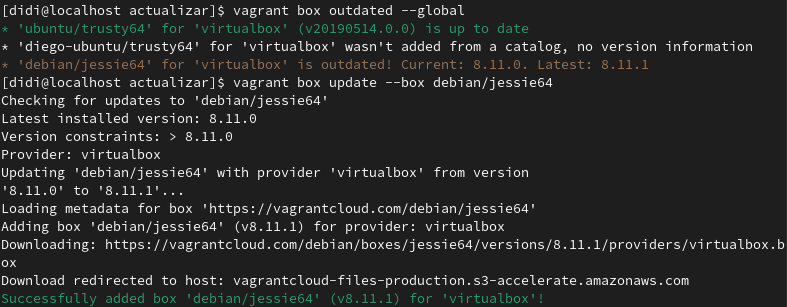 [didi@localhost actualizar]$ vagrant box outdated --global
* 'ubuntu/trusty64' for 'virtualbox' (v20190514.0.0) is up to date
* 'diego-ubuntu/trusty64' for 'virtualbox' wasn't added from a catalog, no version information
* 'debian/jessie64' for 'virtualbox' is outdated! Current: 8.11.0. Latest: 8.11.1
[didi@localhost actualizar]$ vagrant box update --box debian/jessie64
Checking for updates to 'debian/jessie64'
Latest installed version: 8.11.0
Version constraints: > 8.11.0
Provider: virtualbox
Updating 'debian/jessie64' with provider 'virtualbox' from version
'8.11.0' to '8.11.1'...
Loading metadata for box 'https://vagrantcloud.com/debian/jessie64'
Adding box 'debian/jessie64' (v8.11.1) for provider: virtualbox
Downloading: https://vagrantcloud.com/debian/boxes/jessie64/versions/8.11.1/providers/virtualbox.b
ox
Download redirected to host: vagrantcloud-files-production.s3-accelerate.amazonaws.com
Successfully added box 'debian/jessie64' (v8.11.1) for 'virtualbox'!